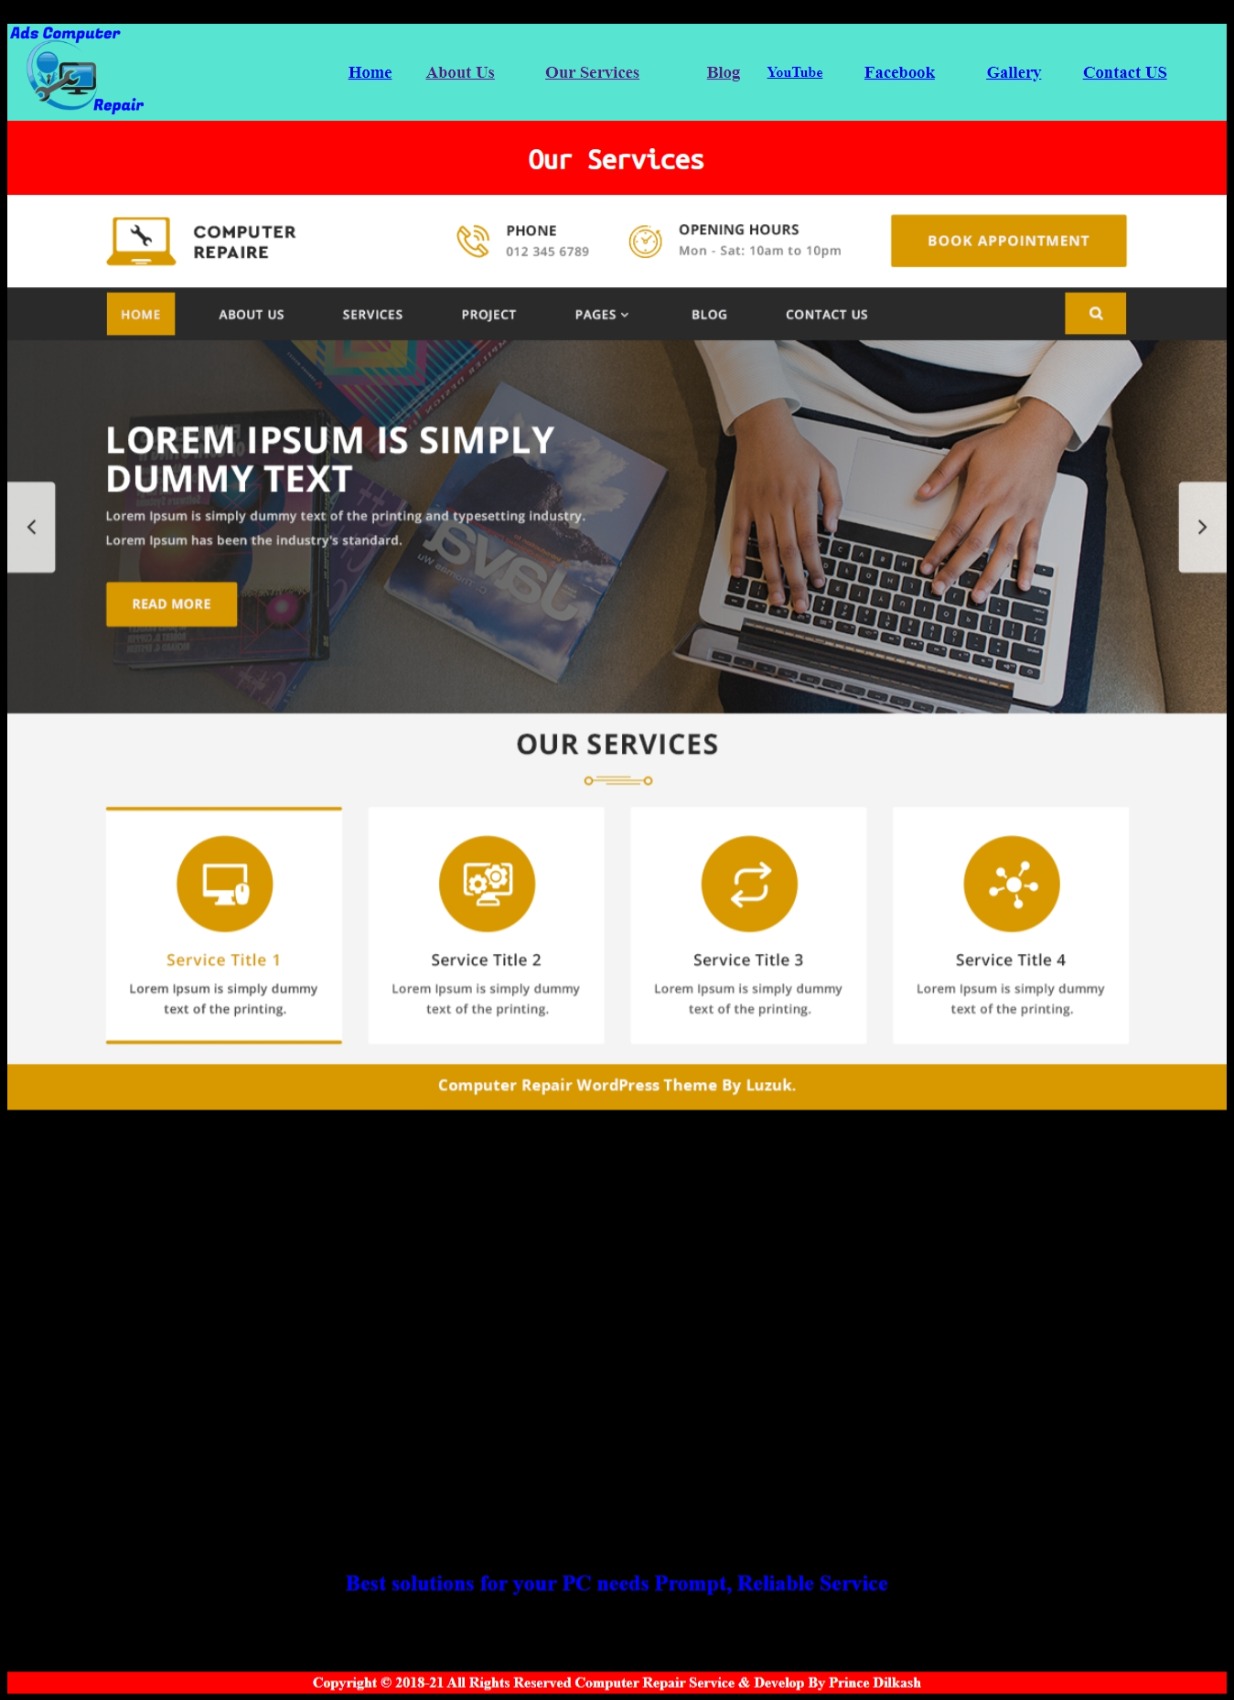 Ads Computer
Repair
Home About Us Our Services Blog YouTube Facebook Gallery Contact US
Our Services
COMPUTER
REPAIRE
PHONE
012 345 6789
OPENING HOURS
Mon - Sat: 10am to 10pm
BOOK APPOINTMENT
HOME ABOUT US SERVICES PROJECT PAGES BLOG CONTACT US
LOREM IPSUM IS SIMPLY
DUMMY TEXT
Lorem Ipsum is simply dummy text of the printing and typesetting industry.
Lorem Ipsum has been the industry's standard.
READ MORE
Java
OUR SERVICES
Service Title 1
Lorem Ipsum is simply dummy
text of the printing.
Service Title 2
Lorem Ipsum is simply dummy
text of the printing.
Service Title 3
Lorem Ipsum is simply dummy
text of the printing.
Service Title 4
Lorem Ipsum is simply dummy
text of the printing.
Computer Repair WordPress Theme By Luzuk.
Best solutions for your PC needs Prompt, Reliable Service
Copyright © 2018-21 All Rights Reserved Computer Repair Service & Develop By Prince Dilkash